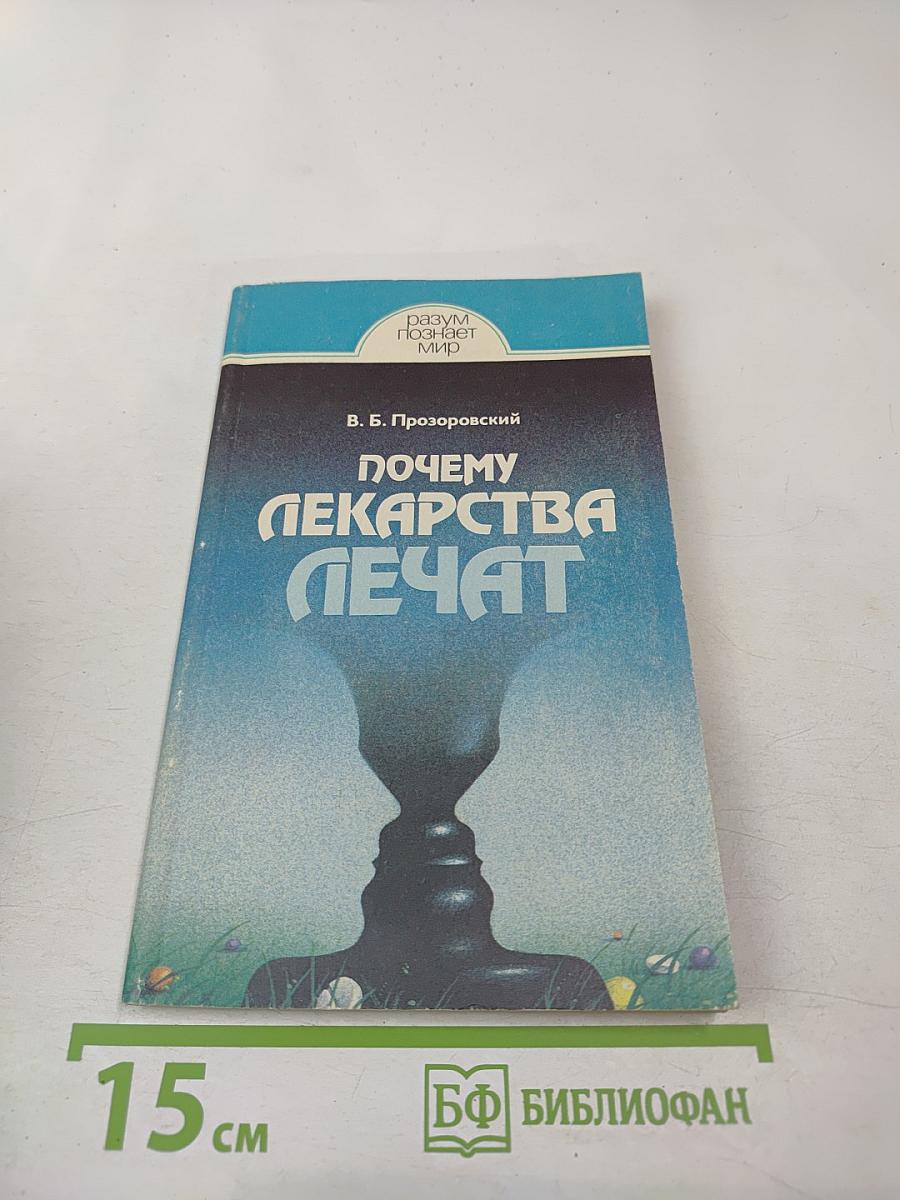 разум
познает
мир
В. Б. Прозоровский
ПОЧЕМУ
ЛЕКАРСТВА
ЛЕЧАТ
15 см
БФ БИБЛИОФАН